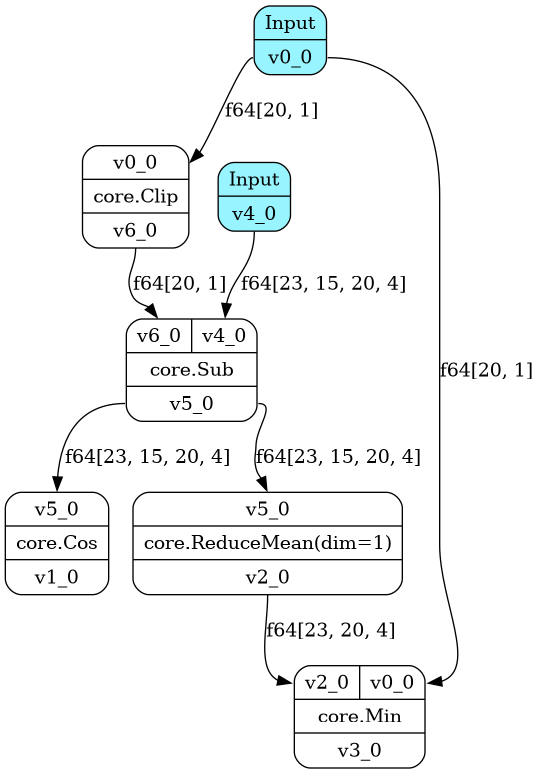 Input
v0_0
f64[20, 1]
v0_0
core.Clip
v6_0
Input
v4_0
f64[20, 1]
f64[23, 15, 20, 4]
v6_0 v4_0
core.Sub
v5_0
f64[20, 1]
f64[23, 15, 20, 4]
f64[23, 15, 20, 4]
v5_0
core.Cos
v1_0
v5_0
core.ReduceMean(dim=1)
v2_0
f64[23, 20, 4]
v2_0 v0_0
core.Min
v3_0